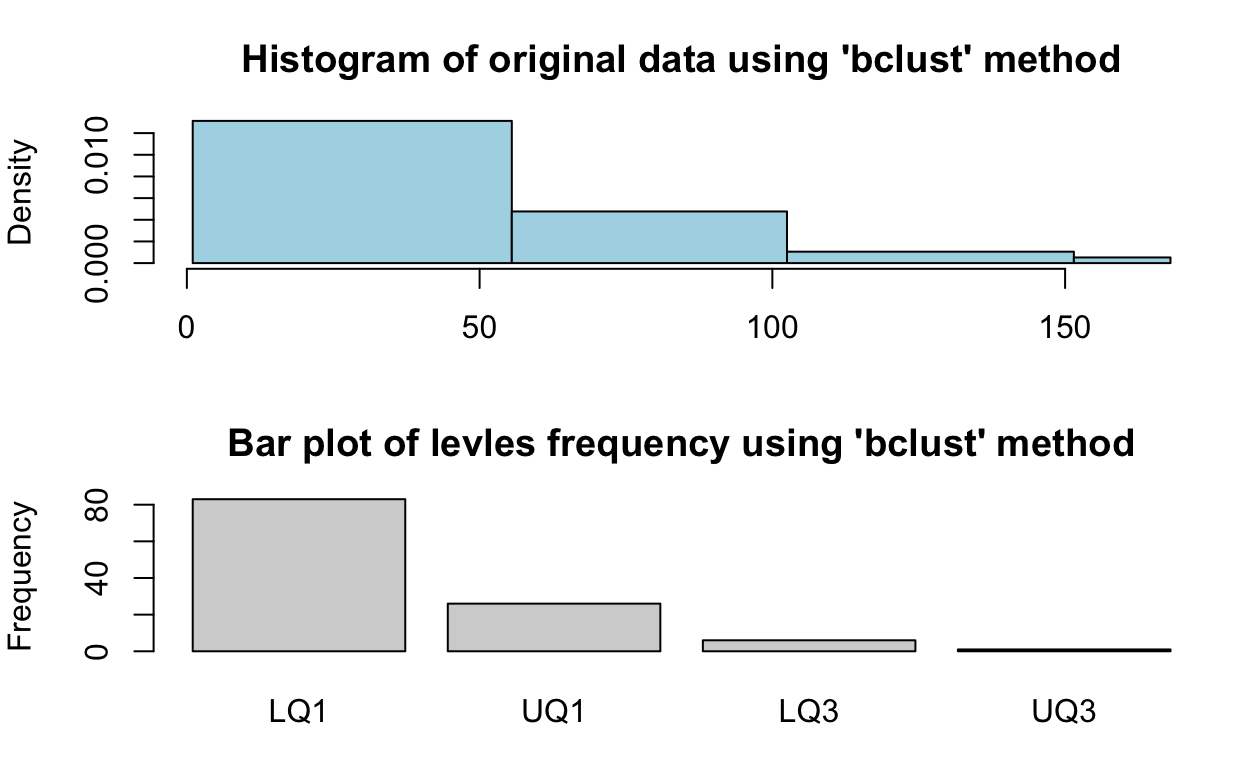 Histogram of original data using 'bclust' method
Density
0.010
0.000
0 50 100 150
Bar plot of levles frequency using 'bclust' method
Frequency
80
40
0
LQ1 UQ1 LQ3 UQ3